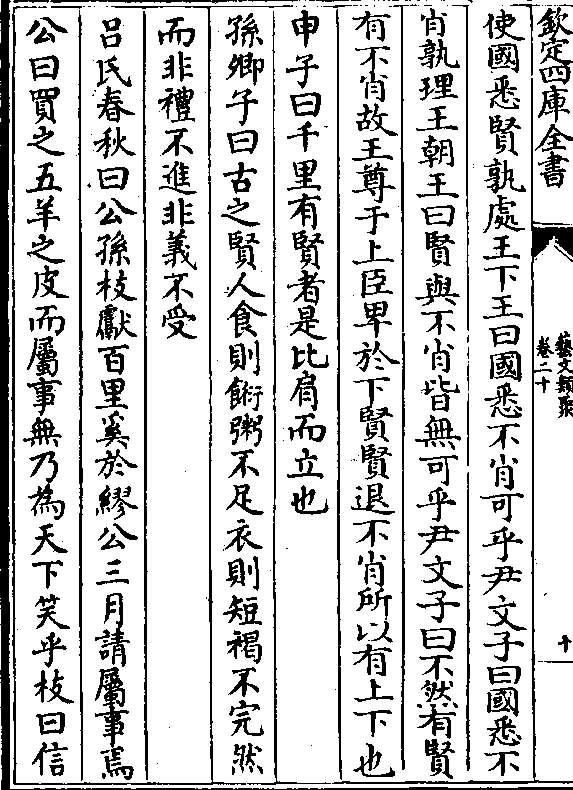 欽定四庫全書
藝文類聚
卷二十
十
使國悉賢孰處王下王曰國悉不肖可乎尹文子曰國悉不
肖孰理王朝王曰賢與不肖皆無可乎尹文子曰不然有賢
有不肖故王尊于上臣卑於下賢賢退不肖所以有上下也
申子曰千里有賢者是比肩而立也
孫卿子曰古之賢人食則餰粥不足衣則短褐不完然
而非禮不進非義不受
呂氏春秋曰公孫枝獻百里奚於繆公三月請屬事焉
公曰買之五羊之皮而屬事無乃為天下笑乎枝曰信